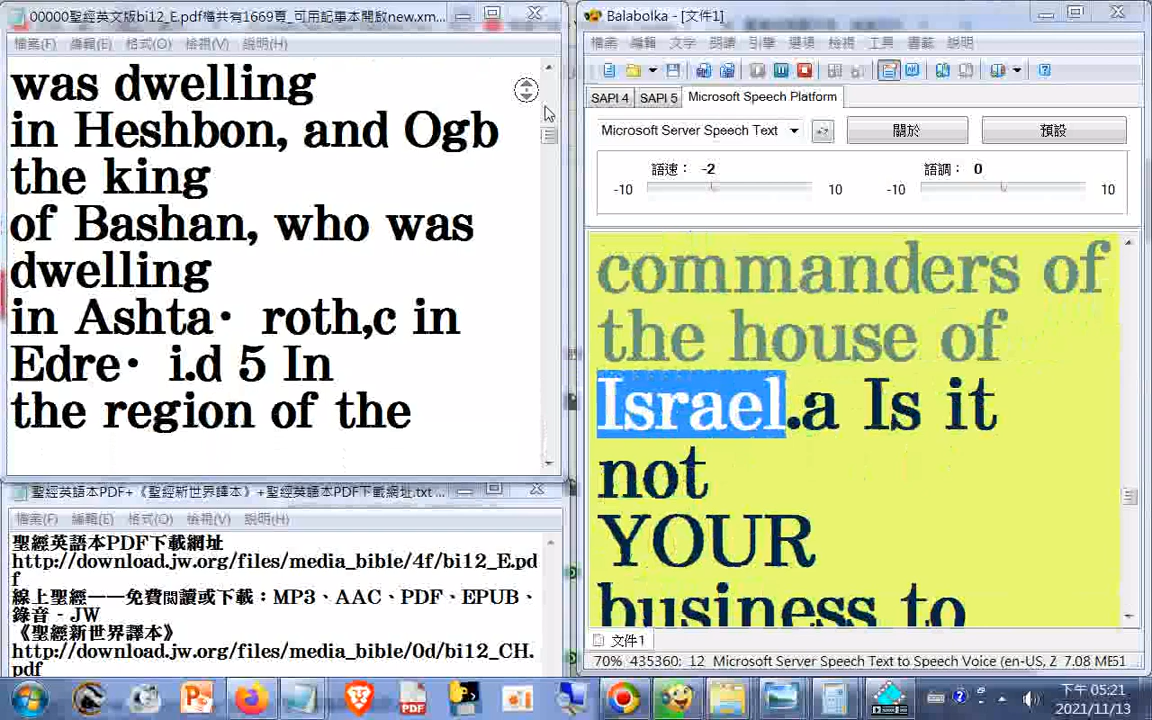 00000聖經英文版bi12_E.pdf檔共有1669頁_可用記事本開啟new.xm...
檔案(F) 編輯(E) 格式(O) 檢視(V) 說明(H)
was dwelling
in Heshbon, and Ogb
the king
of Bashan, who was
dwelling
in Ashta· roth,c in
Edre· i.d 5 In
the region of the
聖經英語本PDF+《聖經新世界譯本》+聖經英語本PDF下載網址.txt ...
檔案(F) 編輯(E) 格式(O) 檢視(V) 說明(H)
聖經英語本PDF下載網址
http://download.jw.org/files/media_bible/4f/bi12_E.pd
f
線上聖經——免費閱讀或下載：MP3、AAC、PDF、EPUB、
錄音 - JW
《聖經新世界譯本》
http://download.jw.org/files/media_bible/0d/bi12_CH.
pdf
Balabolka - [文件1]
檔案 編輯 文字 朗讀 引擎 選項 檢視 工具 書籤 說明
SAPI 4 SAPI 5 Microsoft Speech Platform
Microsoft Server Speech Text 關於 預設
語速： -2 語調： 0
-10 10 -10 10
commanders of
the house of
Israel.a Is it
not
YOUR
business to
文件1
70% 435360: 12 Microsoft Server Speech Text to Speech Voice (en-US, Z 7.08 ME51
下午 05:21
2021/11/13